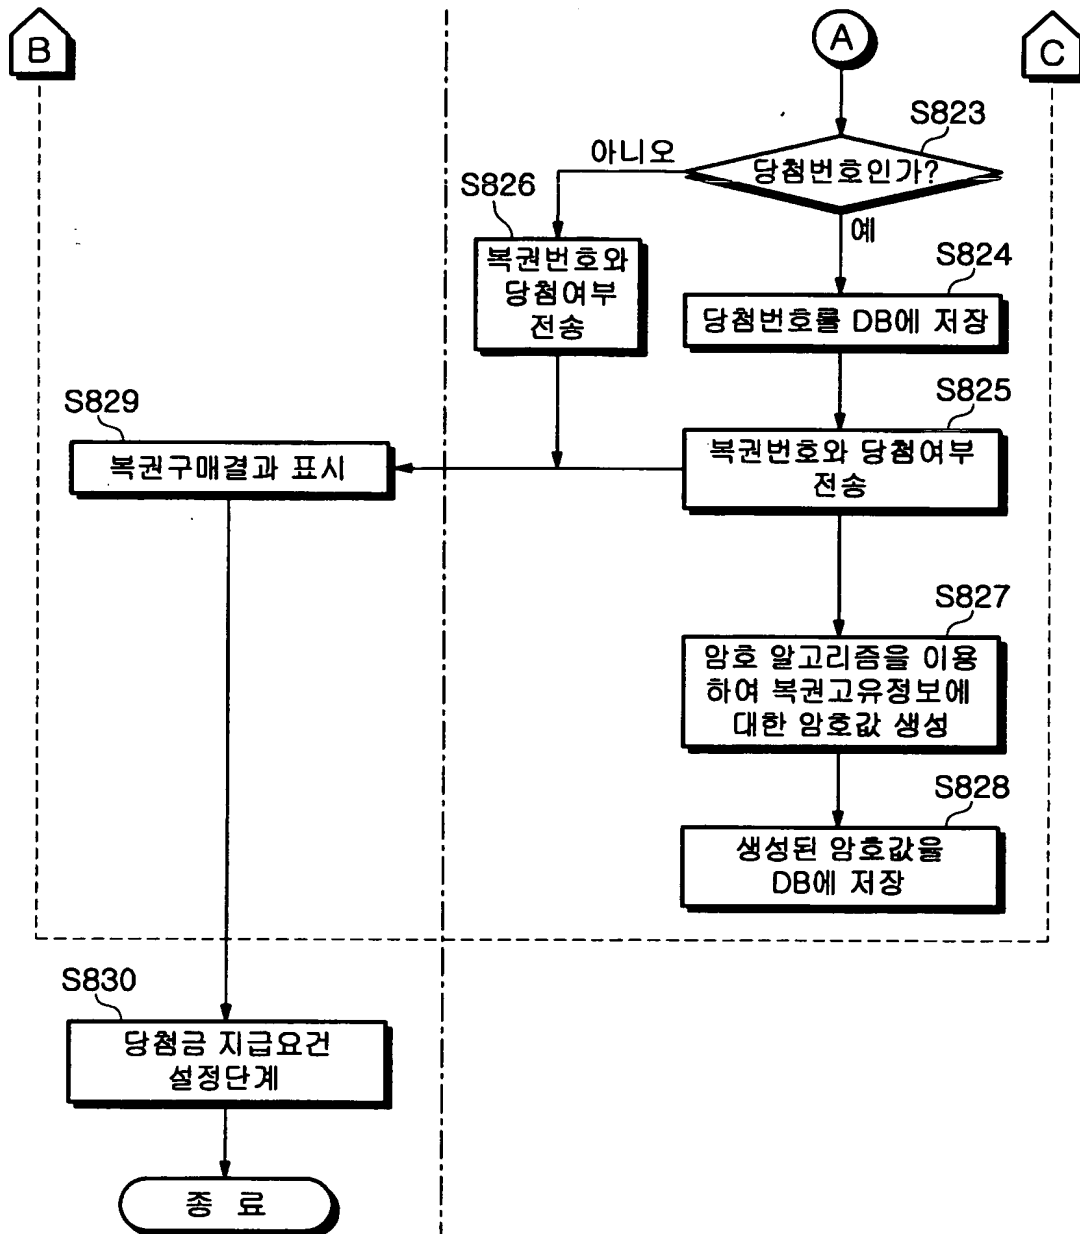 B
A
C
S823
당첨번호인가?
아니오
예
S826
복권번호와
당첨여부
전송
S824
당첨번호를 DB에 저장
S825
복권번호와 당첨여부
전송
S829
복권구매결과 표시
S827
암호 알고리즘을 이용
하여 복권고유정보에
대한 암호값 생성
S828
생성된 암호값을
DB에 저장
S830
당첨금 지급요건
설정단계
종 료